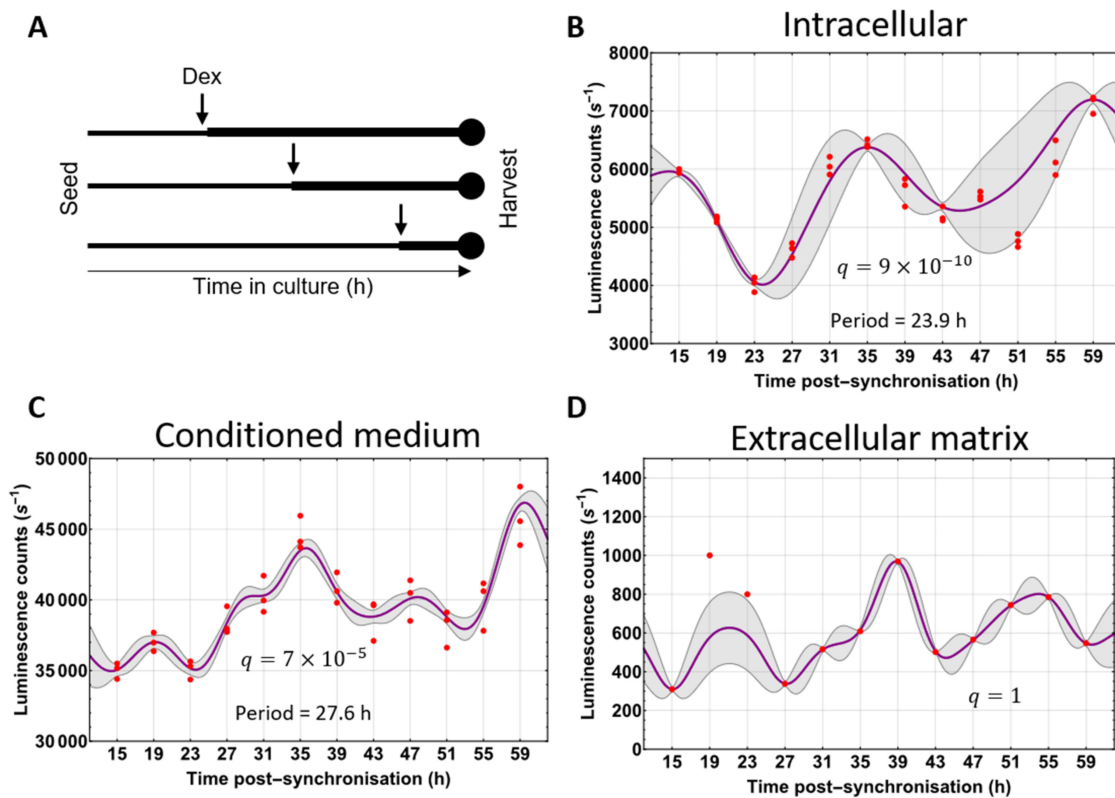 A
Dex
Seed
Harvest
Time in culture (h)
B
Intracellular
Luminescence counts (s⁻¹)
8000
7000
6000
5000
4000
3000
q = 9 × 10⁻¹⁰
Period = 23.9 h
15 19 23 27 31 35 39 43 47 51 55 59
Time post–synchronisation (h)
C
Conditioned medium
Luminescence counts (s⁻¹)
50 000
45 000
40 000
35 000
30 000
q = 7 × 10⁻⁵
Period = 27.6 h
15 19 23 27 31 35 39 43 47 51 55 59
Time post–synchronisation (h)
D
Extracellular matrix
Luminescence counts (s⁻¹)
1400
1200
1000
800
600
400
200
0
q = 1
15 19 23 27 31 35 39 43 47 51 55 59
Time post–synchronisation (h)